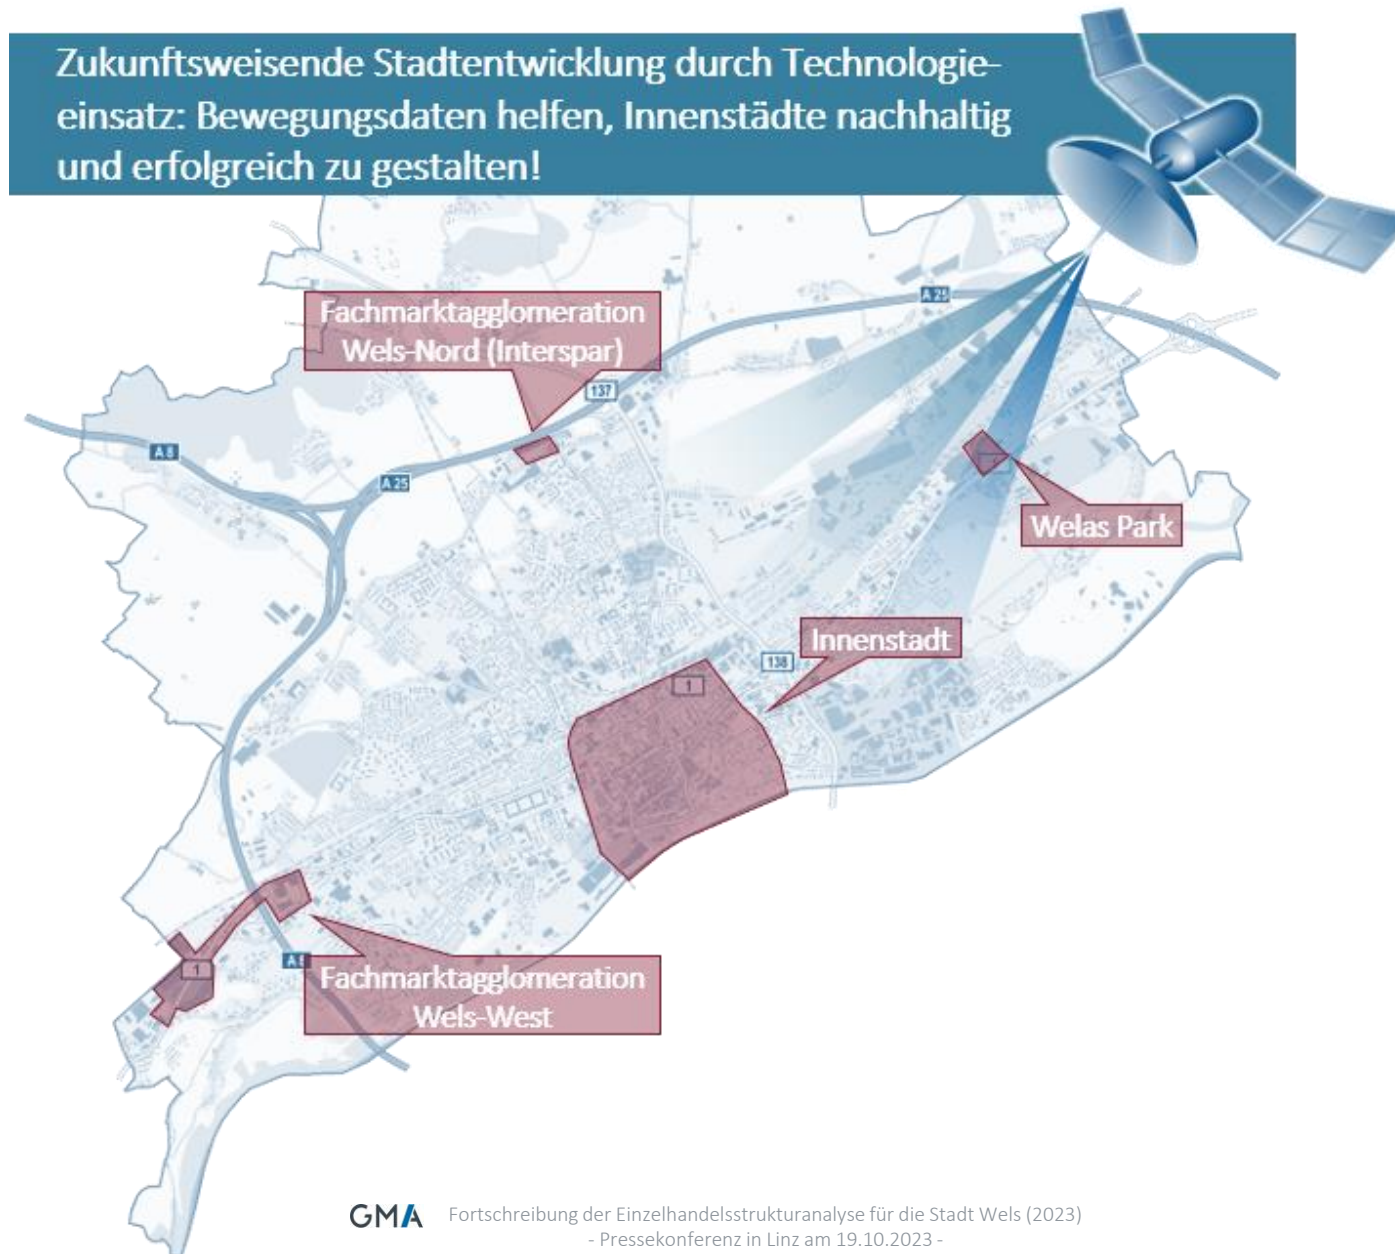 Zukunftsweisende Stadtentwicklung durch Technologie-
einsatz: Bewegungsdaten helfen, Innenstädte nachhaltig
und erfolgreich zu gestalten!
A 25
Fachmarktagglomeration
Wels-Nord (Interspar)
137
A 8
A 25
Welas Park
Innenstadt
138
1
A 8
1
Fachmarktagglomeration
Wels-West
GMA Fortschreibung der Einzelhandelsstrukturanalyse für die Stadt Wels (2023)
- Pressekonferenz in Linz am 19.10.2023 -